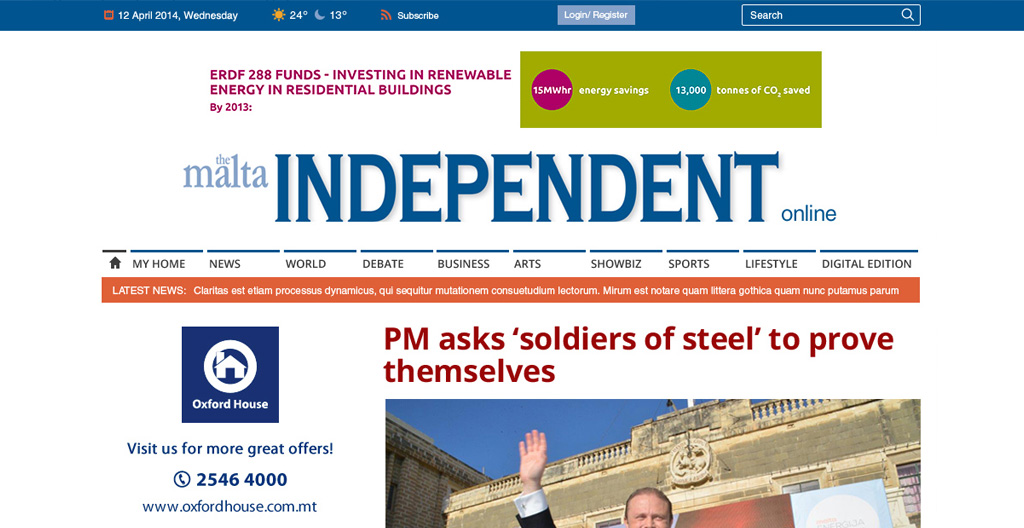 12 April 2014, Wednesday
24° 13°
Subscribe
Login/ Register
Search
ERDF 288 FUNDS - INVESTING IN RENEWABLE
ENERGY IN RESIDENTIAL BUILDINGS
By 2013:
15MWhr energy savings
13,000 tonnes of CO₂ saved
the malta INDEPENDENT online
MY HOME NEWS WORLD DEBATE BUSINESS ARTS SHOWBIZ SPORTS LIFESTYLE DIGITAL EDITION
LATEST NEWS: Claritas est etiam processus dynamicus, qui sequitur mutationem consuetudium lectorum. Mirum est notare quam littera gothica quam nunc putamus parum
Oxford House
Visit us for more great offers!
2546 4000
www.oxfordhouse.com.mt
PM asks ‘soldiers of steel’ to prove
themselves